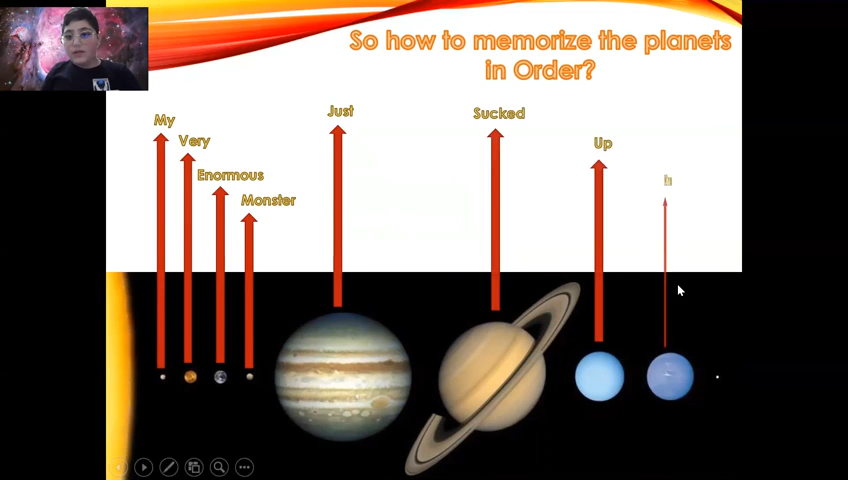 So how to memorize the planets
in Order?
My
Very
Enormous
Monster
Just
Sucked
Up